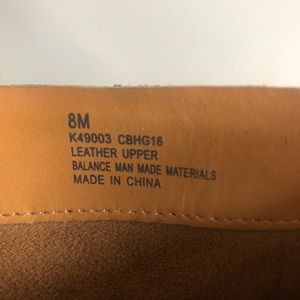 8M
K49003 CBHG16
LEATHER UPPER
BALANCE MAN MADE MATERIALS
MADE IN CHINA